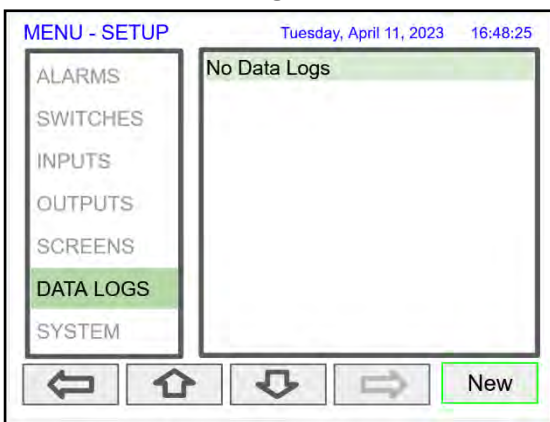 MENU - SETUP Tuesday, April 11, 2023 16:48:25
ALARMS
SWITCHES
INPUTS
OUTPUTS
SCREENS
DATA LOGS
SYSTEM
No Data Logs
New